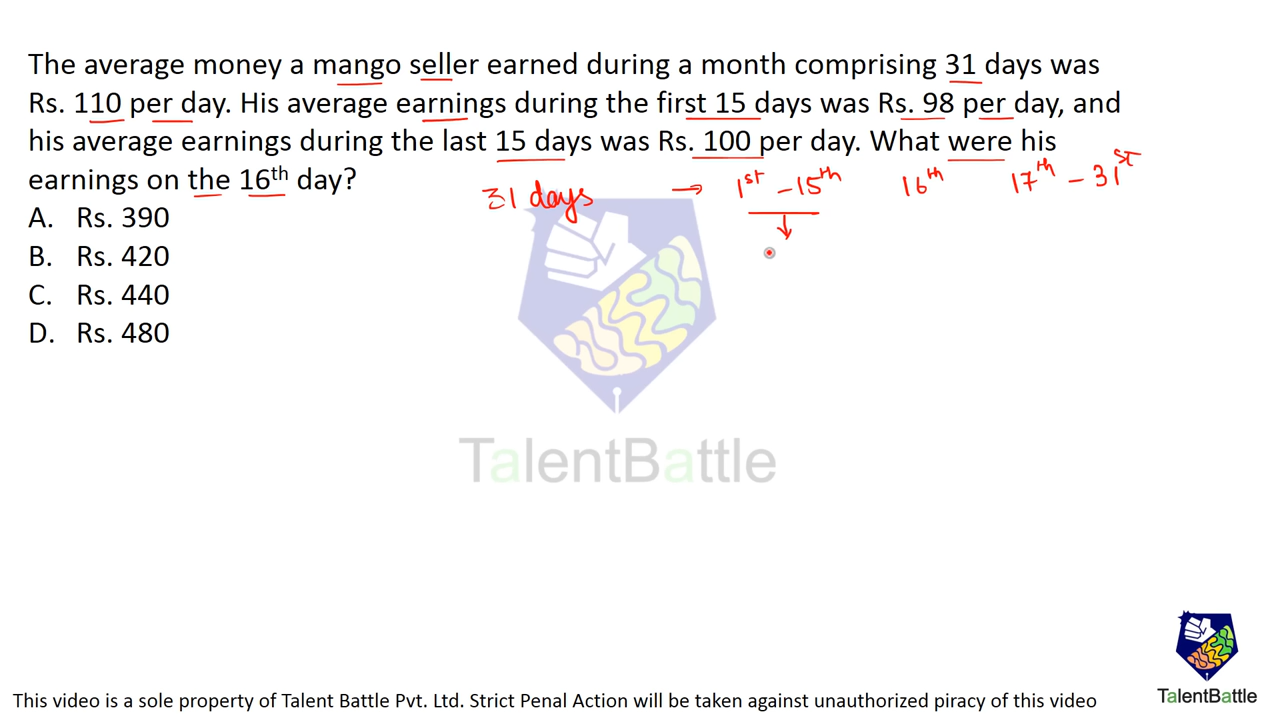 The average money a mango seller earned during a month comprising 31 days was
Rs. 110 per day. His average earnings during the first 15 days was Rs. 98 per day, and
his average earnings during the last 15 days was Rs. 100 per day. What were his
earnings on the 16th day?
31 days → 1st - 15th 16th 17th - 31st
A. Rs. 390
B. Rs. 420
C. Rs. 440
D. Rs. 480
TalentBattle
TalentBattle
This video is a sole property of Talent Battle Pvt. Ltd. Strict Penal Action will be taken against unauthorized piracy of this video